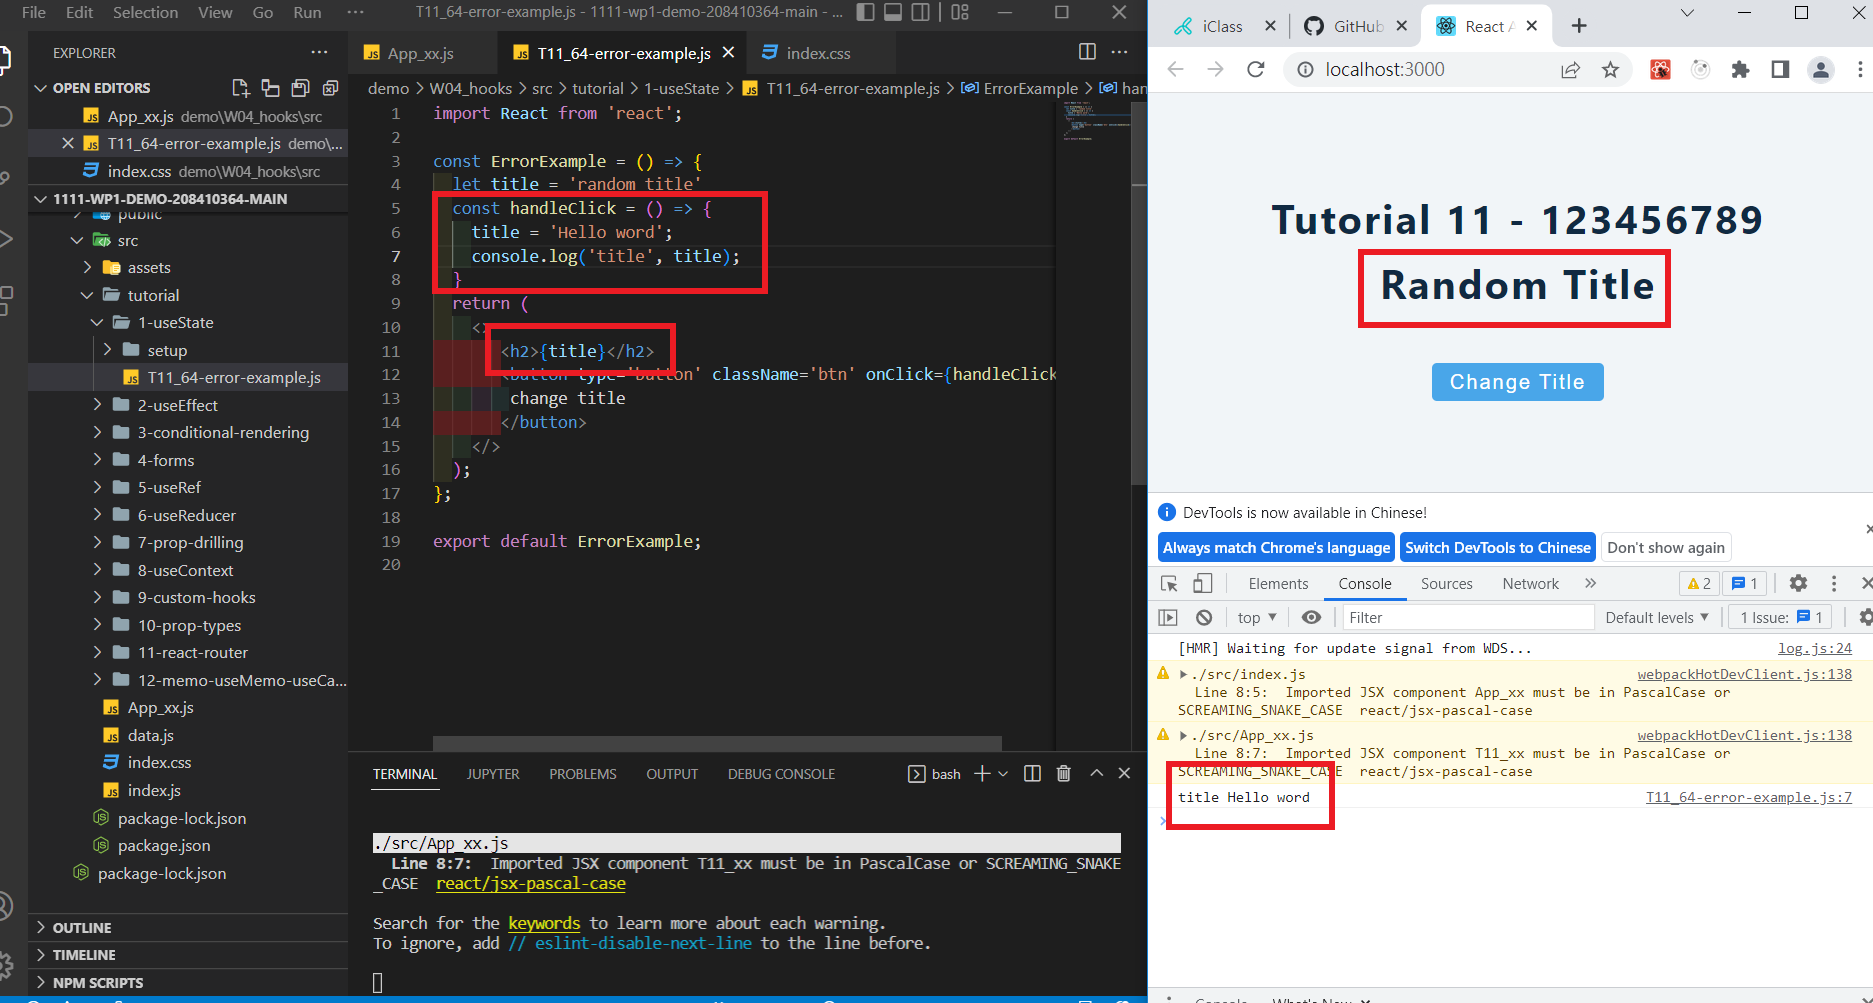 File Edit Selection View Go Run ··· T11_64-error-example.js - 1111-wp1-demo-208410364-main - ...
EXPLORER
OPEN EDITORS
App_xx.js demo\W04_hooks\src
T11_64-error-example.js demo\...
index.css demo\W04_hooks\src
1111-WP1-DEMO-208410364-MAIN
public
src
assets
tutorial
1-useState
setup
T11_64-error-example.js
2-useEffect
3-conditional-rendering
4-forms
5-useRef
6-useReducer
7-prop-drilling
8-useContext
9-custom-hooks
10-prop-types
11-react-router
12-memo-useMemo-useCa...
App_xx.js
data.js
index.css
index.js
package-lock.json
package.json
package-lock.json
OUTLINE
TIMELINE
NPM SCRIPTS
App_xx.js T11_64-error-example.js index.css
demo > W04_hooks > src > tutorial > 1-useState > T11_64-error-example.js > ErrorExample > han
1 import React from 'react';
2
3 const ErrorExample = () => {
4 let title = 'random title'
5 const handleClick = () => {
6 title = 'Hello word';
7 console.log('title', title);
8 }
9 return (
10 <
11 <h2>{title}</h2>
12 <button type='button' className='btn' onClick={handleClick
13 change title
14 </button>
15 </>
16 );
17 };
18
19 export default ErrorExample;
20
TERMINAL JUPYTER PROBLEMS OUTPUT DEBUG CONSOLE bash
./src/App_xx.js
Line 8:7: Imported JSX component T11_xx must be in PascalCase or SCREAMING_SNAKE
_CASE react/jsx-pascal-case
Search for the keywords to learn more about each warning.
To ignore, add // eslint-disable-next-line to the line before.
iClass GitHub React A
localhost:3000
Tutorial 11 - 123456789
Random Title
Change Title
DevTools is now available in Chinese!
Always match Chrome's language Switch DevTools to Chinese Don't show again
Elements Console Sources Network » 2 1
top Filter Default levels 1 Issue: 1
[HMR] Waiting for update signal from WDS... log.js:24
./src/index.js webpackHotDevClient.js:138
Line 8:5: Imported JSX component App_xx must be in PascalCase or
SCREAMING_SNAKE_CASE react/jsx-pascal-case
./src/App_xx.js webpackHotDevClient.js:138
Line 8:7: Imported JSX component T11_xx must be in PascalCase or
SCREAMING_SNAKE_CASE react/jsx-pascal-case
title Hello word T11_64-error-example.js:7
Console What's New